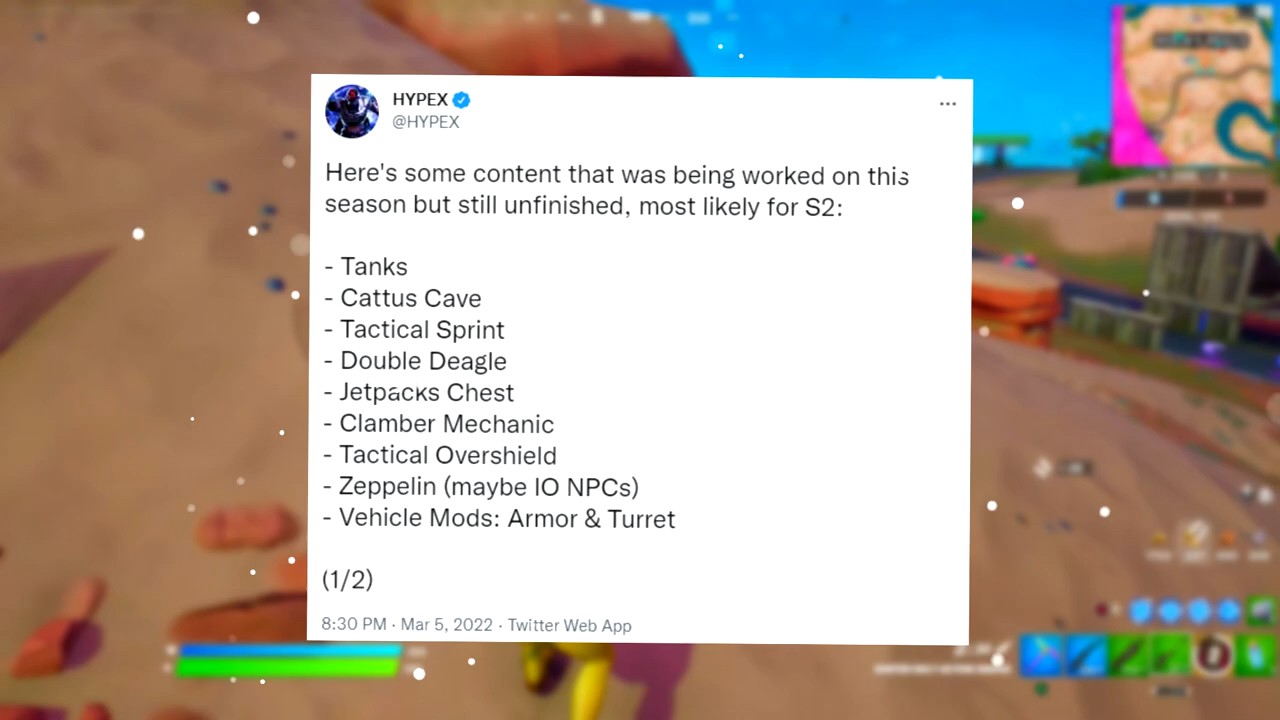 HYPEX
@HYPEX
Here's some content that was being worked on this
season but still unfinished, most likely for S2:
- Tanks
- Cattus Cave
- Tactical Sprint
- Double Deagle
- Jetpacks Chest
- Clamber Mechanic
- Tactical Overshield
- Zeppelin (maybe IO NPCs)
- Vehicle Mods: Armor & Turret
(1/2)
8:30 PM · Mar 5, 2022 · Twitter Web App